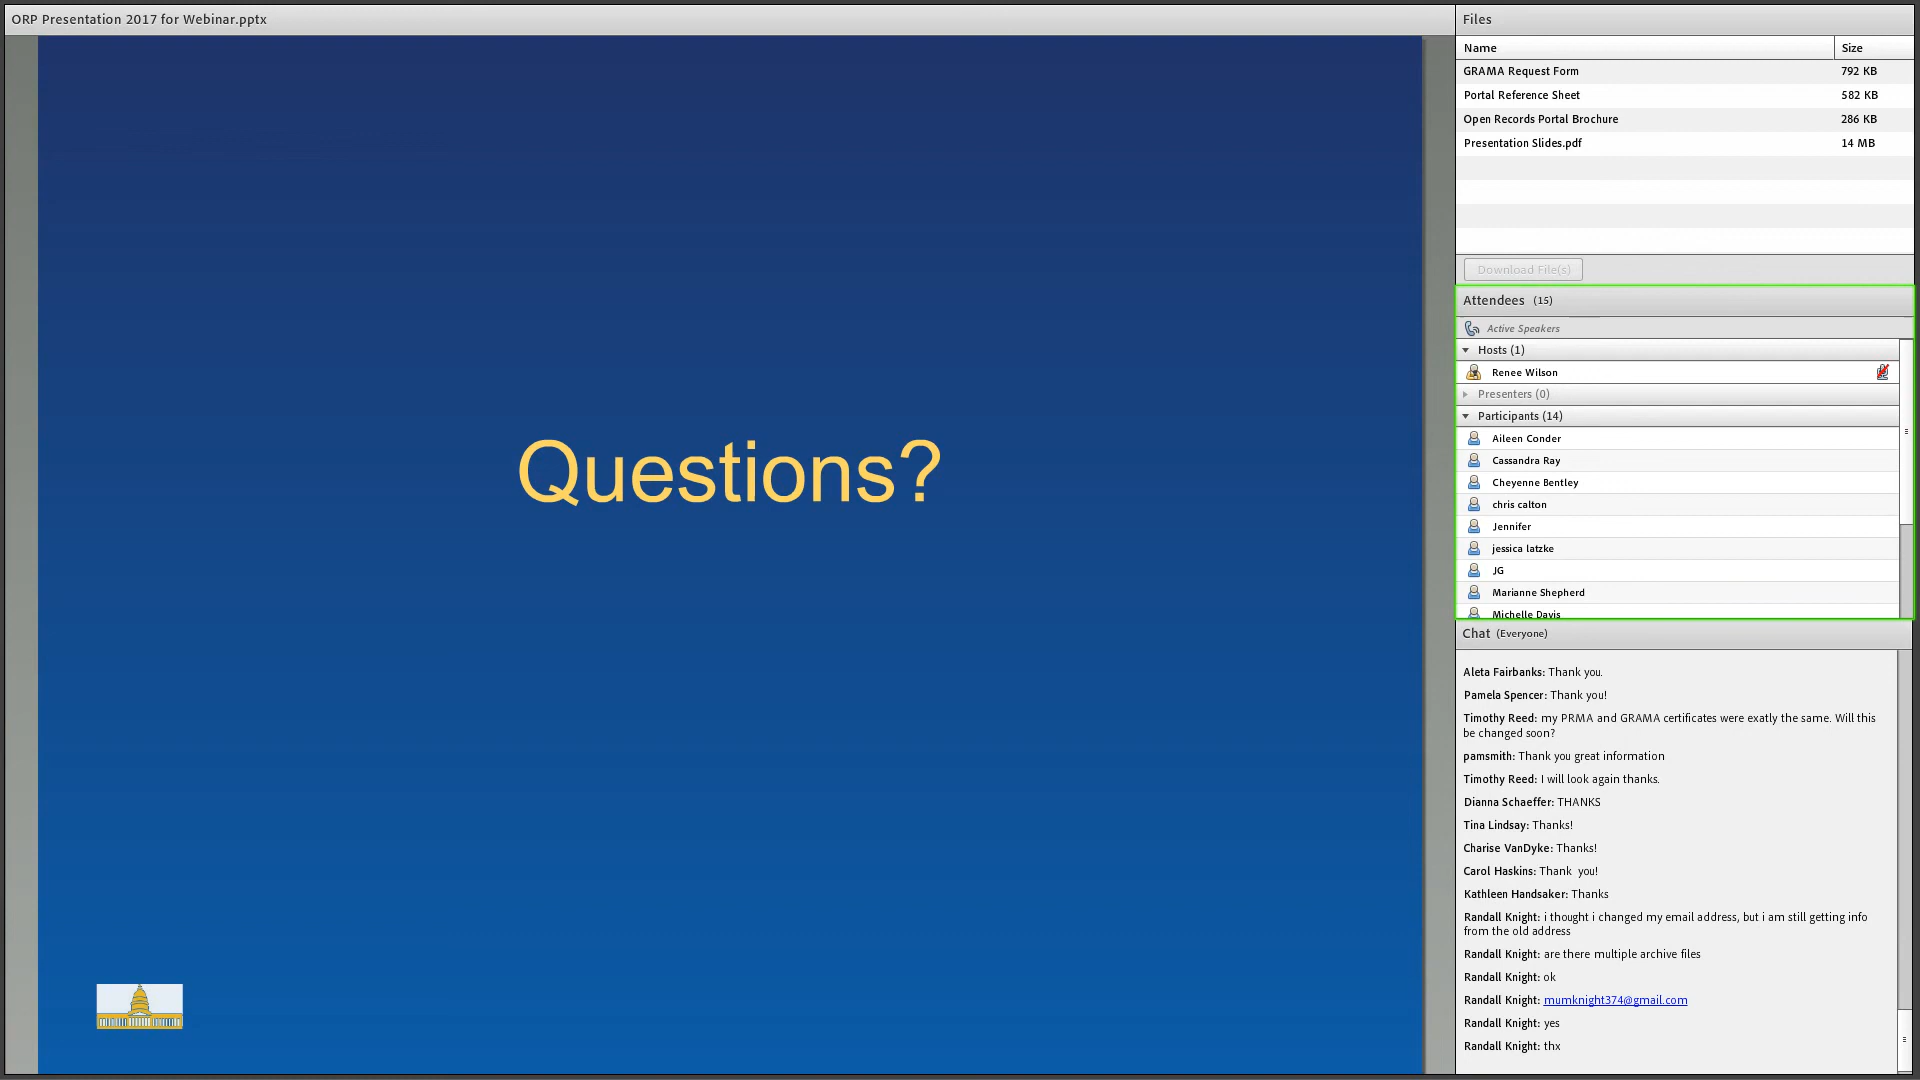 ORP Presentation 2017 for Webinar.pptx
Questions?
Files
Name Size
GRAMA Request Form 792 KB
Portal Reference Sheet 582 KB
Open Records Portal Brochure 286 KB
Presentation Slides.pdf 14 MB
Download File(s)
Attendees (15)
Active Speakers
Hosts (1)
Renee Wilson
Presenters (0)
Participants (14)
Aileen Conder
Cassandra Ray
Cheyenne Bentley
chris calton
Jennifer
jessica latzke
JG
Marianne Shepherd
Michelle Davis
Chat (Everyone)
Aleta Fairbanks: Thank you.
Pamela Spencer: Thank you!
Timothy Reed: my PRMA and GRAMA certificates were exatly the same. Will this
be changed soon?
pamsmith: Thank you great information
Timothy Reed: I will look again thanks.
Dianna Schaeffer: THANKS
Tina Lindsay: Thanks!
Charise VanDyke: Thanks!
Carol Haskins: Thank you!
Kathleen Handsaker: Thanks
Randall Knight: i thought i changed my email address, but i am still getting info
from the old address
Randall Knight: are there multiple archive files
Randall Knight: ok
Randall Knight: mumknight374@gmail.com
Randall Knight: yes
Randall Knight: thx